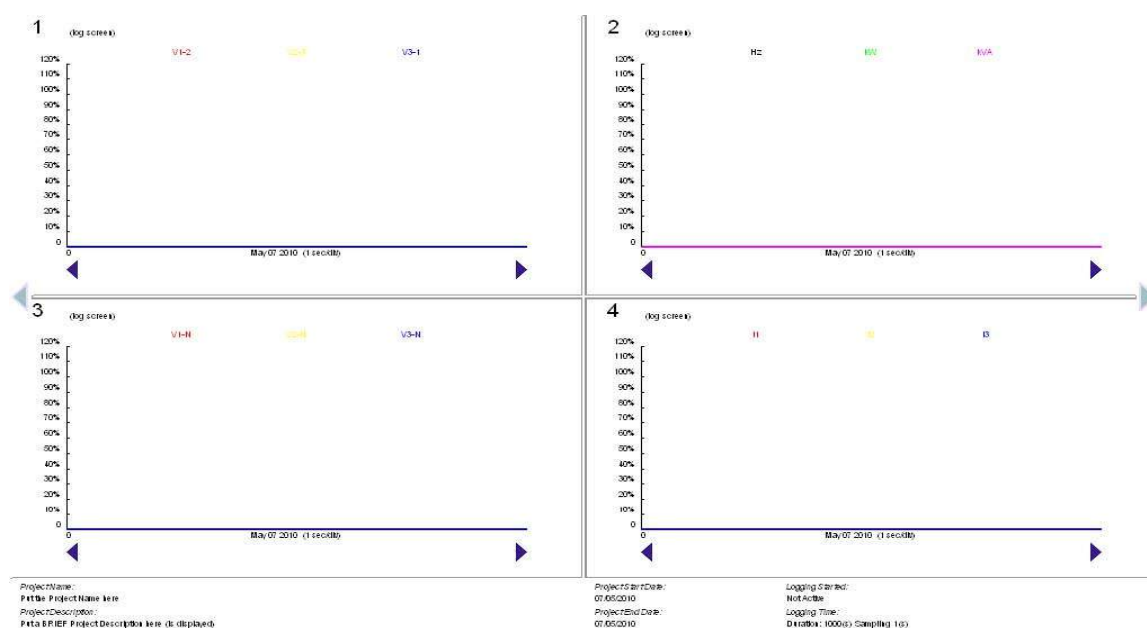 1
(log screen)
V1-2 V2-3 V3-1
120%
110%
100%
90%
80%
70%
60%
50%
40%
30%
20%
10%
0
0
May 07 2010 (1 sec/div)
2
(log screen)
Hz KW KVA
120%
110%
100%
90%
80%
70%
60%
50%
40%
30%
20%
10%
0
0
May 07 2010 (1 sec/div)
3
(log screen)
V1-N V2-N V3-N
120%
110%
100%
90%
80%
70%
60%
50%
40%
30%
20%
10%
0
0
May 07 2010 (1 sec/div)
4
(log screen)
I1 I2 I3
120%
110%
100%
90%
80%
70%
60%
50%
40%
30%
20%
10%
0
0
May 07 2010 (1 sec/div)
Project Name:
Put the Project Name here
Project Description:
Put a BRIEF Project Description here (is displayed)
Project Start Date:
07/05/2010
Project End Date:
07/05/2010
Logging Started:
Not Active
Logging Time:
Duration: 1000(s) Sampling 1(s)